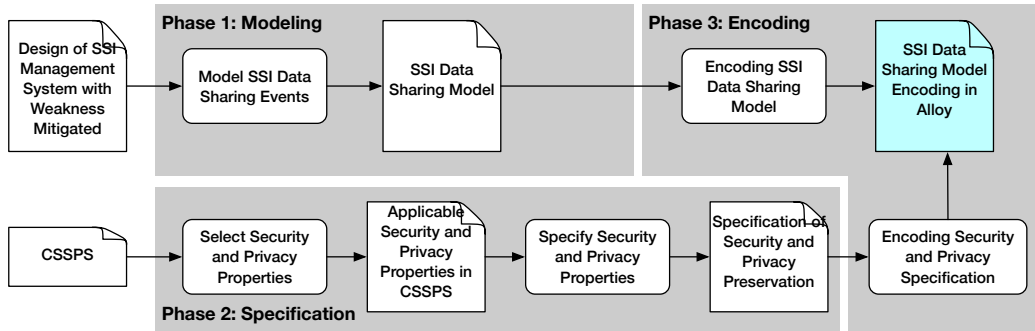 Phase 1: Modeling
Phase 3: Encoding
Design of SSI
Management
System with
Weakness
Mitigated
Model SSI Data
Sharing Events
SSI Data
Sharing Model
Encoding SSI
Data Sharing
Model
SSI Data
Sharing Model
Encoding in
Alloy
CSSPS
Select Security
and Privacy
Properties
Applicable
Security and
Privacy
Properties in
CSSPS
Specify Security
and Privacy
Properties
Specification of
Security and
Privacy
Preservation
Encoding Security
and Privacy
Specification
Phase 2: Specification